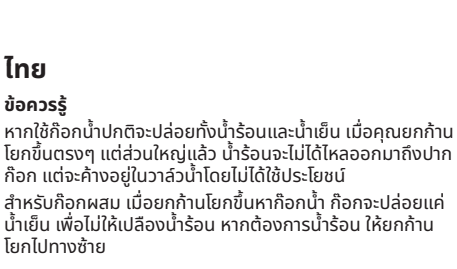 ไทย
ข้อควรรู้
หากใช้ก๊อกน้ำปกติจะปล่อยทั้งน้ำร้อนและน้ำเย็น เมื่อคุณยกก้าน
โยกขึ้นตรงๆ แต่ส่วนใหญ่แล้ว น้ำร้อนจะไม่ได้ไหลออกมาถึงปาก
ก๊อก แต่จะค้างอยู่ในวาล์วน้ำโดยไม่ได้ใช้ประโยชน์
สำหรับก๊อกผสม เมื่อยกก้านโยกขึ้นหาก๊อกน้ำ ก๊อกจะปล่อยแค่
น้ำเย็น เพื่อไม่ให้เปลืองน้ำร้อน หากต้องการน้ำร้อน ให้ยกก้าน
โยกไปทางซ้าย